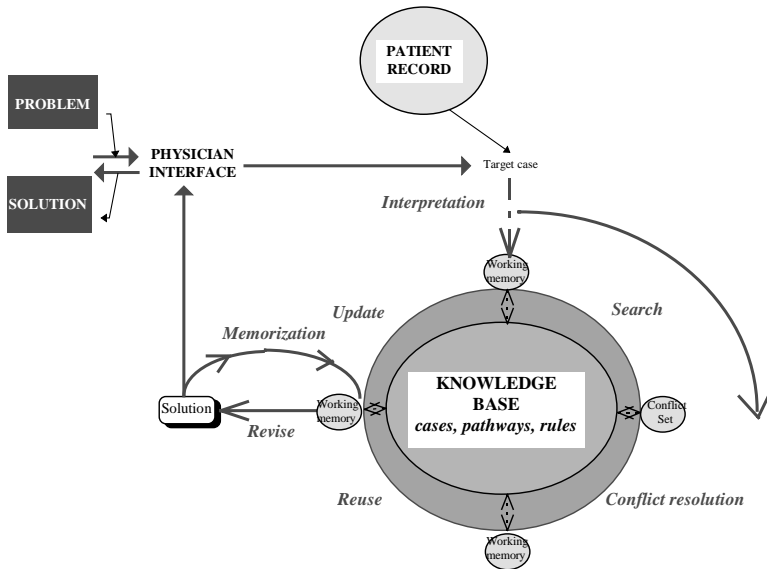 PATIENT
RECORD
PROBLEM
PHYSICIAN
INTERFACE
Target case
SOLUTION
Interpretation
Working
memory
Update
Search
Memorization
KNOWLEDGE
BASE
cases, pathways, rules
Solution
Working
memory
Conflict
Set
Revise
Reuse
Conflict resolution
Working
memory